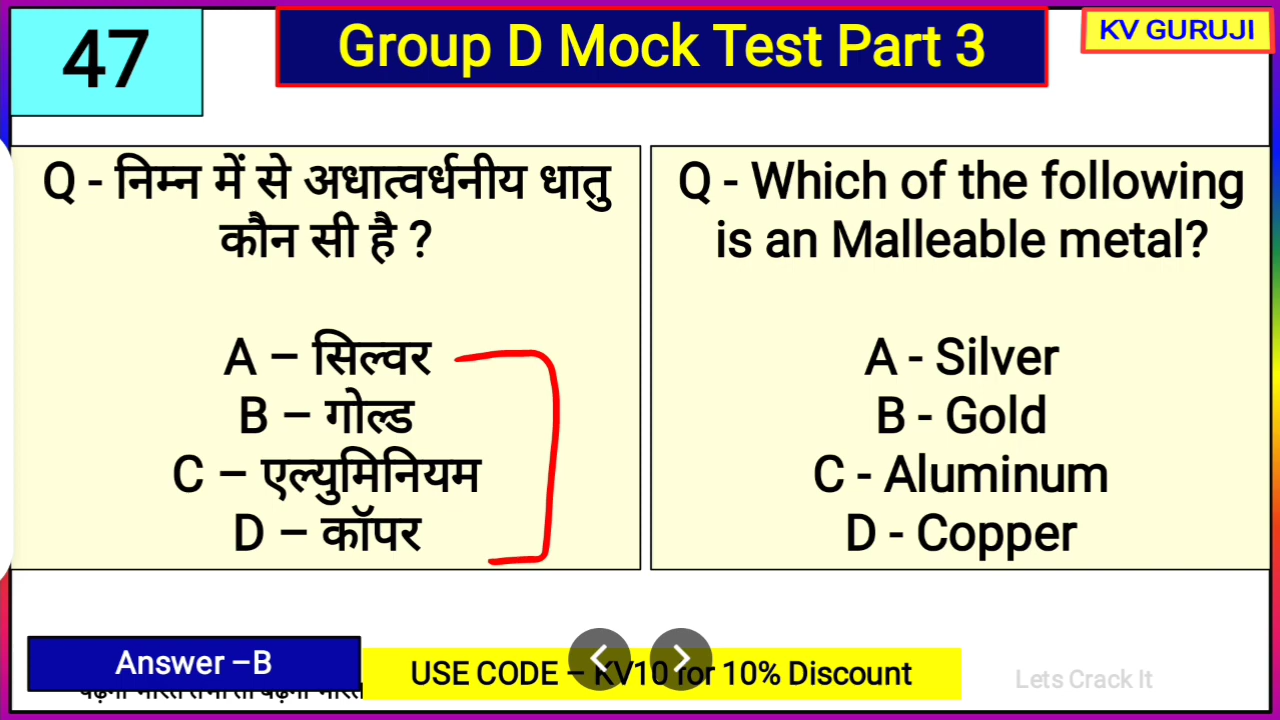 47
Group D Mock Test Part 3
KV GURUJI
Q - निम्न में से अधात्वर्धनीय धातु
कौन सी है ?
A – सिल्वर
B – गोल्ड
C – एल्युमिनियम
D – कॉपर
Q - Which of the following
is an Malleable metal?
A - Silver
B - Gold
C - Aluminum
D - Copper
Answer –B
USE CODE – KV10 for 10% Discount
Lets Crack It